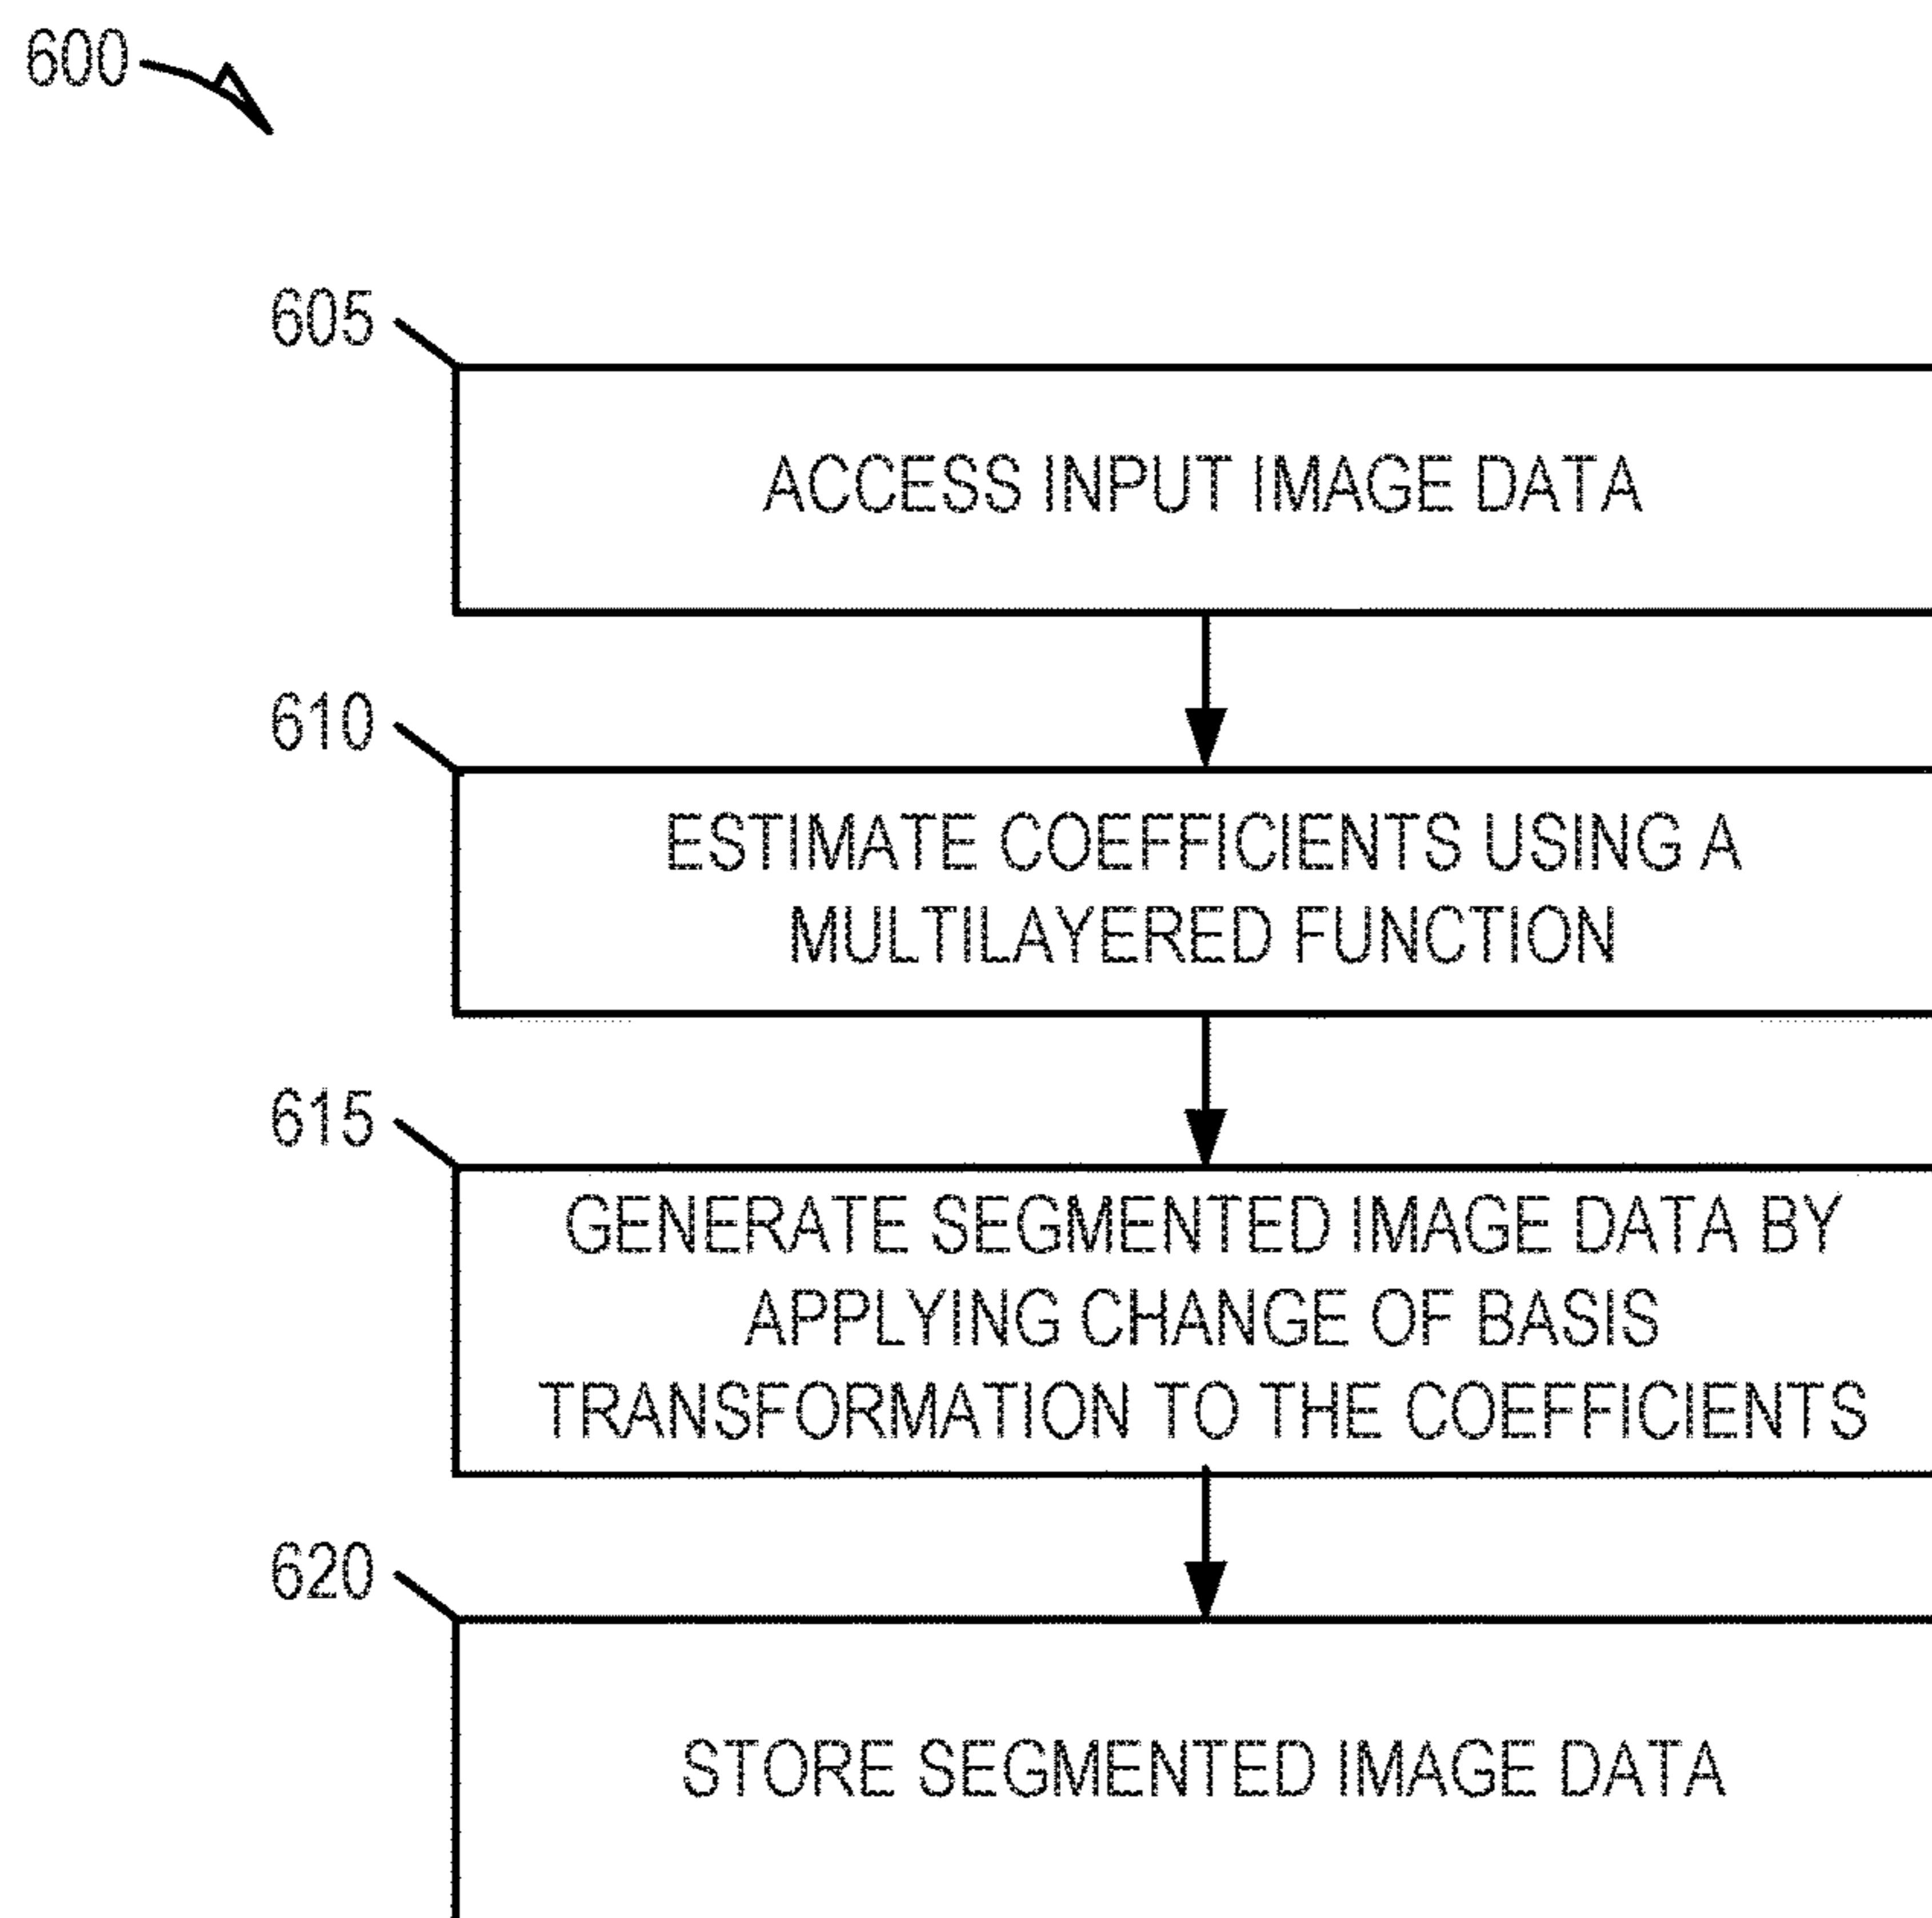 600
605
ACCESS INPUT IMAGE DATA
610
ESTIMATE COEFFICIENTS USING A
MULTILAYERED FUNCTION
615
GENERATE SEGMENTED IMAGE DATA BY
APPLYING CHANGE OF BASIS
TRANSFORMATION TO THE COEFFICIENTS
620
STORE SEGMENTED IMAGE DATA